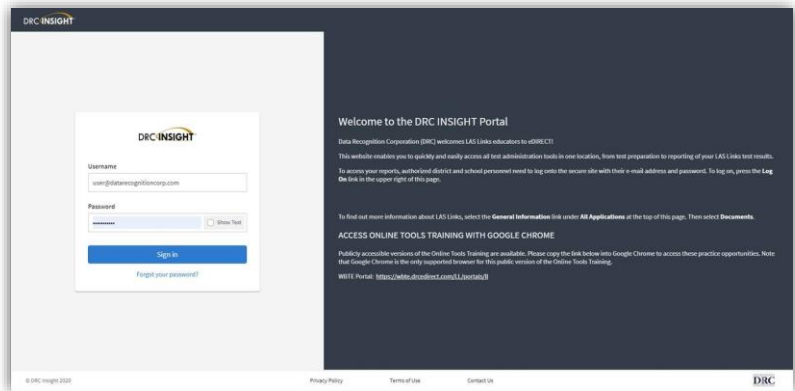 DRC INSIGHT
DRC INSIGHT
Username
user@datarecognitioncorp.com
Password
••••••••••
Show Text
Sign in
Forgot your password?
Welcome to the DRC INSIGHT Portal
Data Recognition Corporation (DRC) welcomes LAS Links educators to eDIRECT!
This website enables you to quickly and easily access all test administration tools in one location, from test preparation to reporting of your LAS Links test results.
To access your reports, authorized district and school personnel need to log onto the secure site with their e-mail address and password. To log on, press the Log
On link in the upper right of this page.
To find out more information about LAS Links, select the General Information link under All Applications at the top of this page. Then select Documents.
ACCESS ONLINE TOOLS TRAINING WITH GOOGLE CHROME
Publicly accessible versions of the Online Tools Training are available. Please copy the link below into Google Chrome to access these practice opportunities. Note
that Google Chrome is the only supported browser for this public version of the Online Tools Training.
WBTE Portal: https://wbte.drcedirect.com/LL/portals/ll
© DRC Insight 2020
Privacy Policy
Terms of Use
Contact Us
DRC